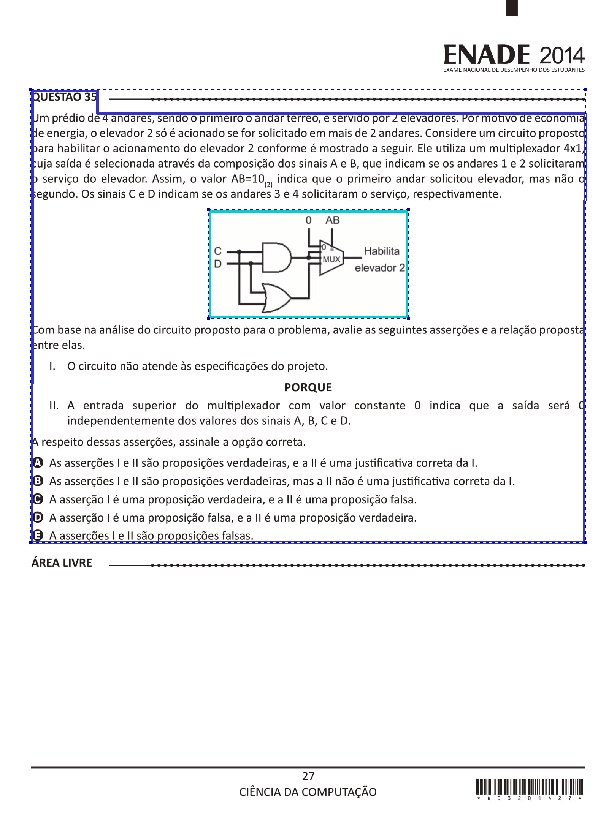 ENADE 2014
EXAME NACIONAL DE DESEMPENHO DOS ESTUDANTES
QUESTÃO 35
Um prédio de 4 andares, sendo o primeiro o andar térreo, é servido por 2 elevadores. Por motivo de economia
de energia, o elevador 2 só é acionado se for solicitado em mais de 2 andares. Considere um circuito proposto
para habilitar o acionamento do elevador 2 conforme é mostrado a seguir. Ele utiliza um multiplexador 4x1,
cuja saída é selecionada através da composição dos sinais A e B, que indicam se os andares 1 e 2 solicitaram
o serviço do elevador. Assim, o valor AB=10(2) indica que o primeiro andar solicitou elevador, mas não o
segundo. Os sinais C e D indicam se os andares 3 e 4 solicitaram o serviço, respectivamente.
0 AB
C
D
0
MUX
Habilita
elevador 2
Com base na análise do circuito proposto para o problema, avalie as seguintes asserções e a relação proposta
entre elas.
I. O circuito não atende às especificações do projeto.
PORQUE
II. A entrada superior do multiplexador com valor constante 0 indica que a saída será 0
independentemente dos valores dos sinais A, B, C e D.
A respeito dessas asserções, assinale a opção correta.
A As asserções I e II são proposições verdadeiras, e a II é uma justificativa correta da I.
B As asserções I e II são proposições verdadeiras, mas a II não é uma justificativa correta da I.
C A asserção I é uma proposição verdadeira, e a II é uma proposição falsa.
D A asserção I é uma proposição falsa, e a II é uma proposição verdadeira.
E A asserções I e II são proposições falsas.
ÁREA LIVRE
27
CIÊNCIA DA COMPUTAÇÃO